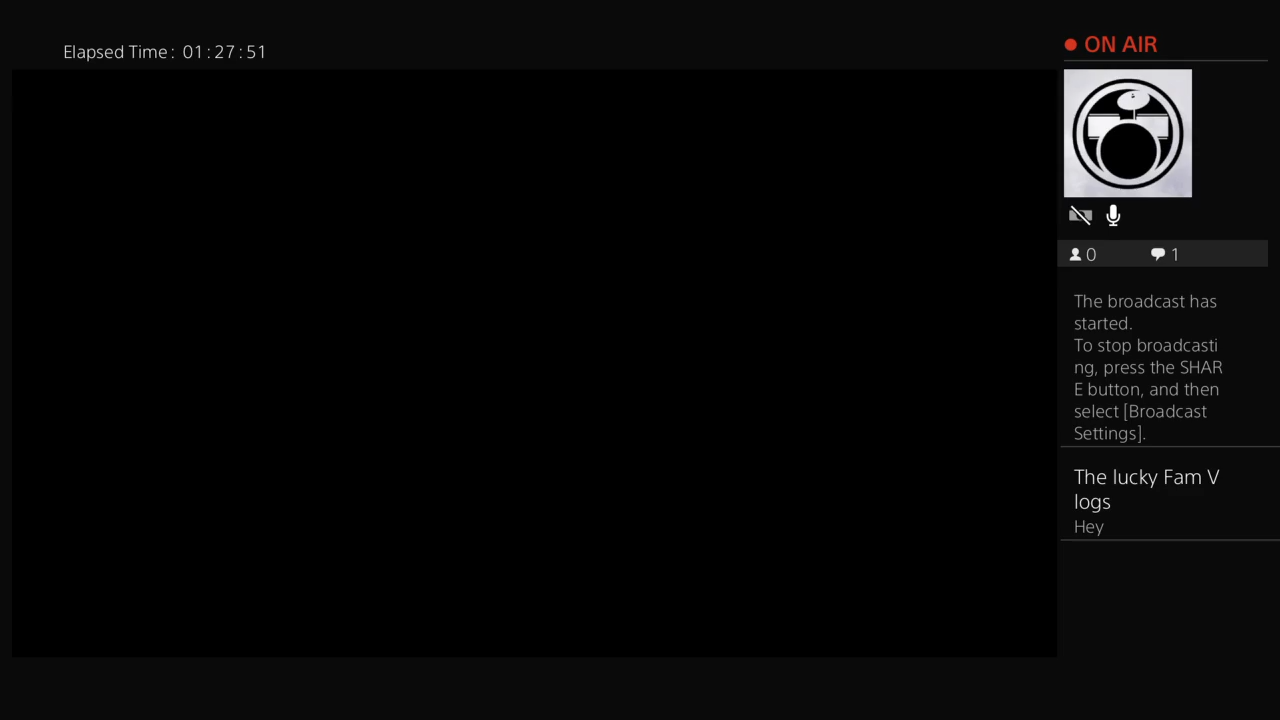 Elapsed Time: 01:27:51
ON AIR
0 1
The broadcast has
started.
To stop broadcasti
ng, press the SHAR
E button, and then
select [Broadcast
Settings].
The lucky Fam V
logs
Hey